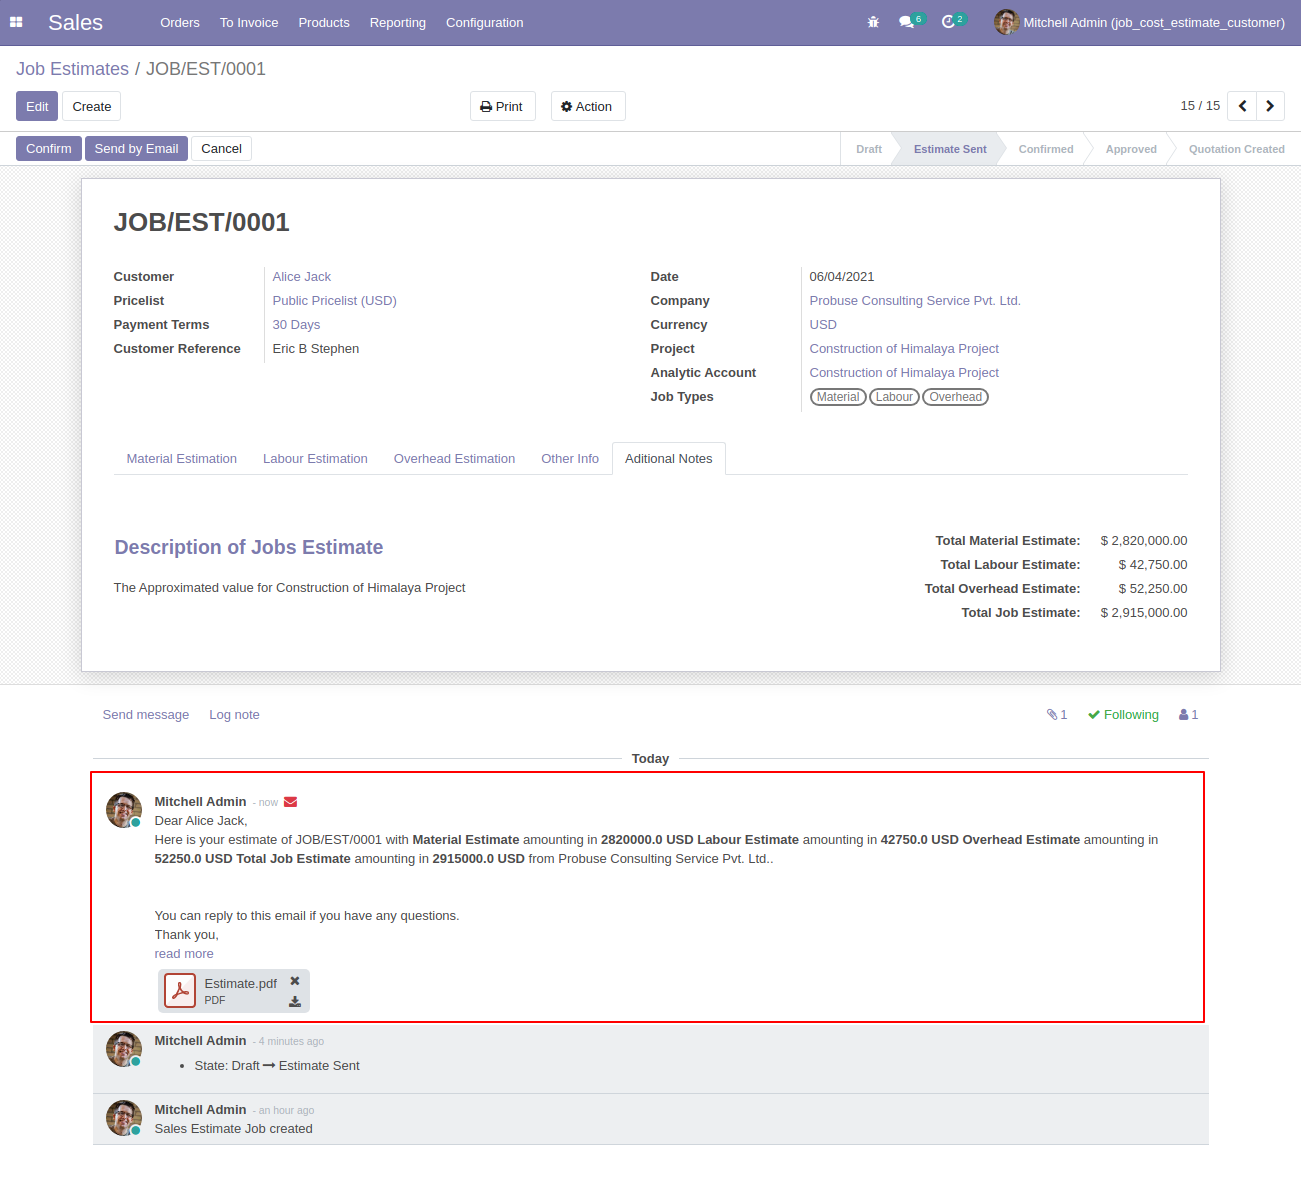 Sales Orders To Invoice Products Reporting Configuration 6 2 Mitchell Admin (job_cost_estimate_customer)
Job Estimates / JOB/EST/0001
Edit Create Print Action 15 / 15
Confirm Send by Email Cancel Draft Estimate Sent Confirmed Approved Quotation Created
JOB/EST/0001
Customer Alice Jack
Pricelist Public Pricelist (USD)
Payment Terms 30 Days
Customer Reference Eric B Stephen
Date 06/04/2021
Company Probuse Consulting Service Pvt. Ltd.
Currency USD
Project Construction of Himalaya Project
Analytic Account Construction of Himalaya Project
Job Types Material Labour Overhead
Material Estimation Labour Estimation Overhead Estimation Other Info Aditional Notes
Description of Jobs Estimate
The Approximated value for Construction of Himalaya Project
Total Material Estimate: $ 2,820,000.00
Total Labour Estimate: $ 42,750.00
Total Overhead Estimate: $ 52,250.00
Total Job Estimate: $ 2,915,000.00
Send message Log note 1 Following 1
Today
Mitchell Admin - now
Dear Alice Jack,
Here is your estimate of JOB/EST/0001 with Material Estimate amounting in 2820000.0 USD Labour Estimate amounting in 42750.0 USD Overhead Estimate amounting in
52250.0 USD Total Job Estimate amounting in 2915000.0 USD from Probuse Consulting Service Pvt. Ltd..
You can reply to this email if you have any questions.
Thank you,
read more
Estimate.pdf
PDF
Mitchell Admin - 4 minutes ago
• State: Draft → Estimate Sent
Mitchell Admin - an hour ago
Sales Estimate Job created